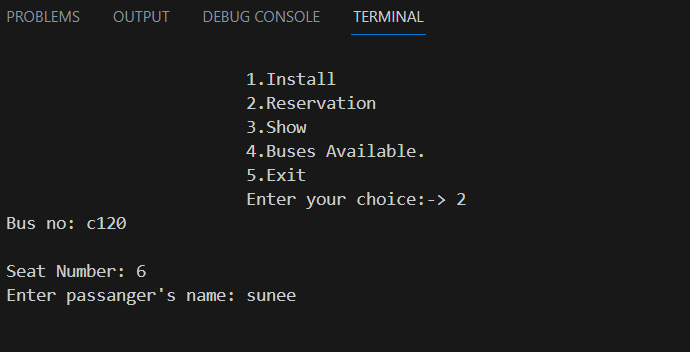 PROBLEMS OUTPUT DEBUG CONSOLE TERMINAL
1.Install
2.Reservation
3.Show
4.Buses Available.
5.Exit
Enter your choice:-> 2
Bus no: c120
Seat Number: 6
Enter passanger's name: sunee